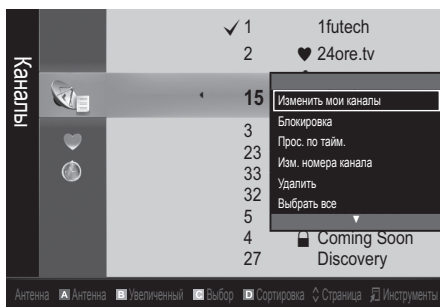 Каналы
✓ 1 1futech
2 ♥ 24ore.tv
15
3
23
33
32
5
4 Coming Soon
27 Discovery
Изменить мои каналы
Блокировка
Прос. по тайм.
Изм. номера канала
Удалить
Выбрать все
▼
Антенна A Антенна B Увеличенный C Выбор D Сортировка Страница Инструменты